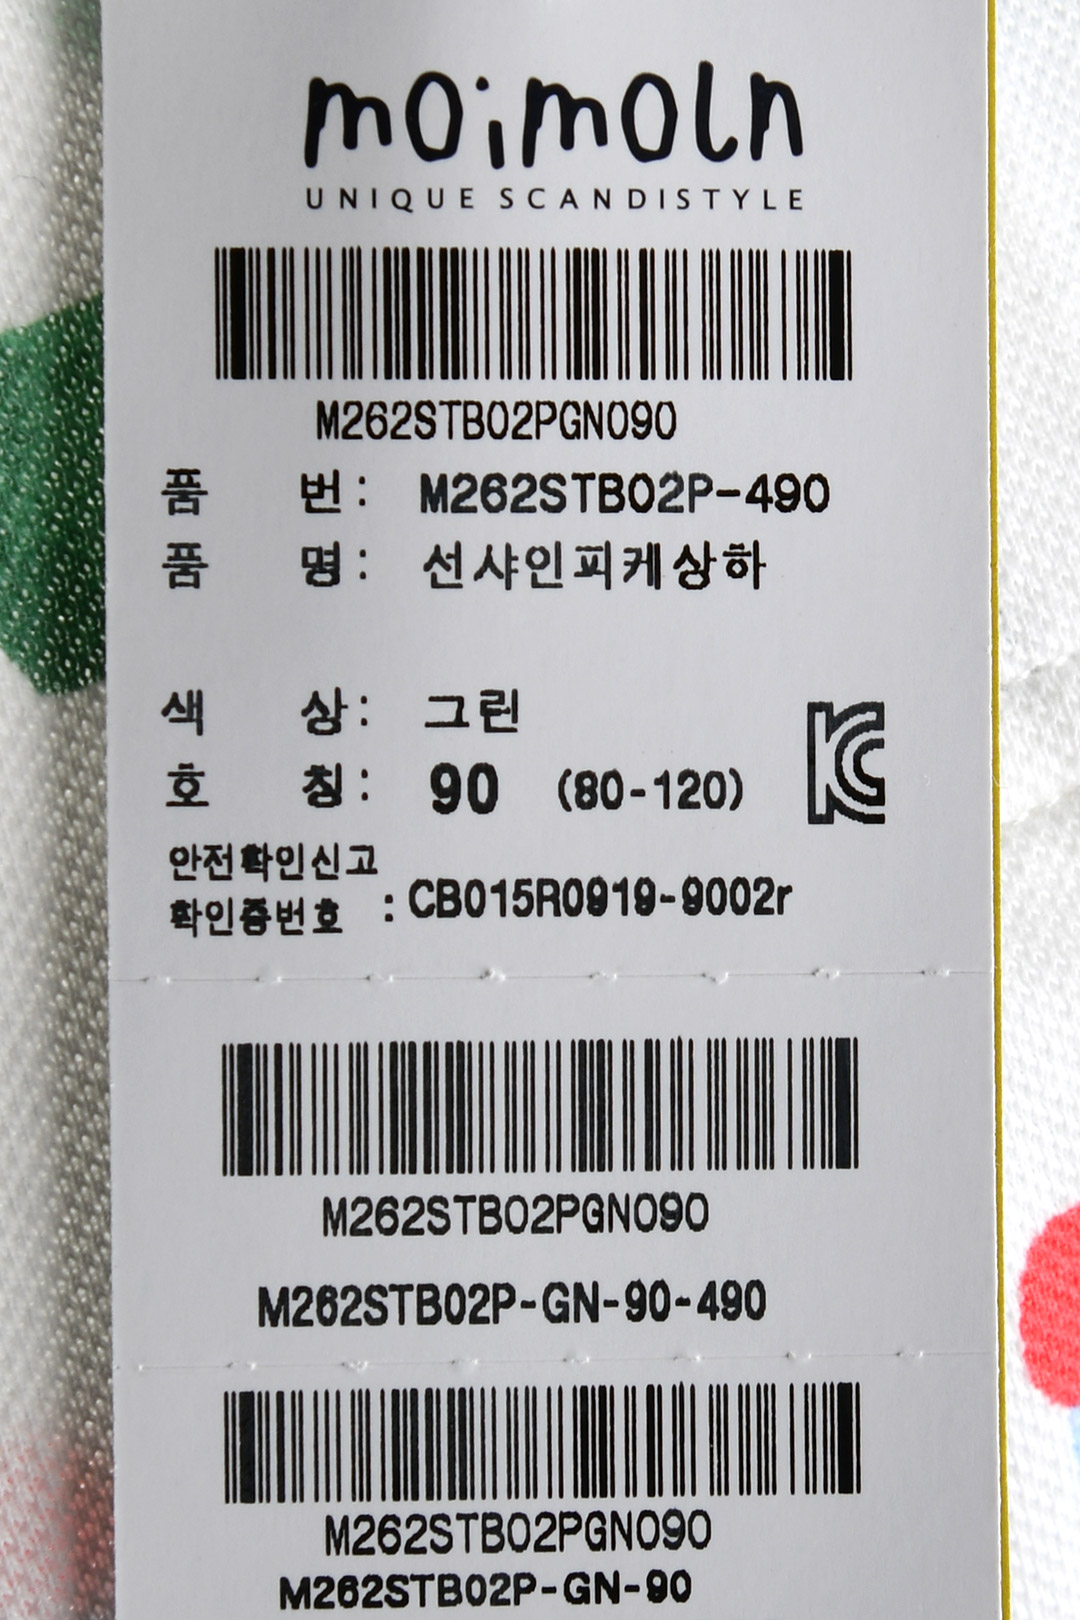 moimoln
UNIQUE SCANDISTYLE
M262STB02PGN090
품 번 : M262STB02P-490
품 명 : 선샤인피케상하
색 상 : 그린
호 칭 : 90 (80-120)
안전확인신고
확인증번호 : CB015R0919-9002r
M262STB02PGN090
M262STB02P-GN-90-490
M262STB02PGN090
M262STB02P-GN-90